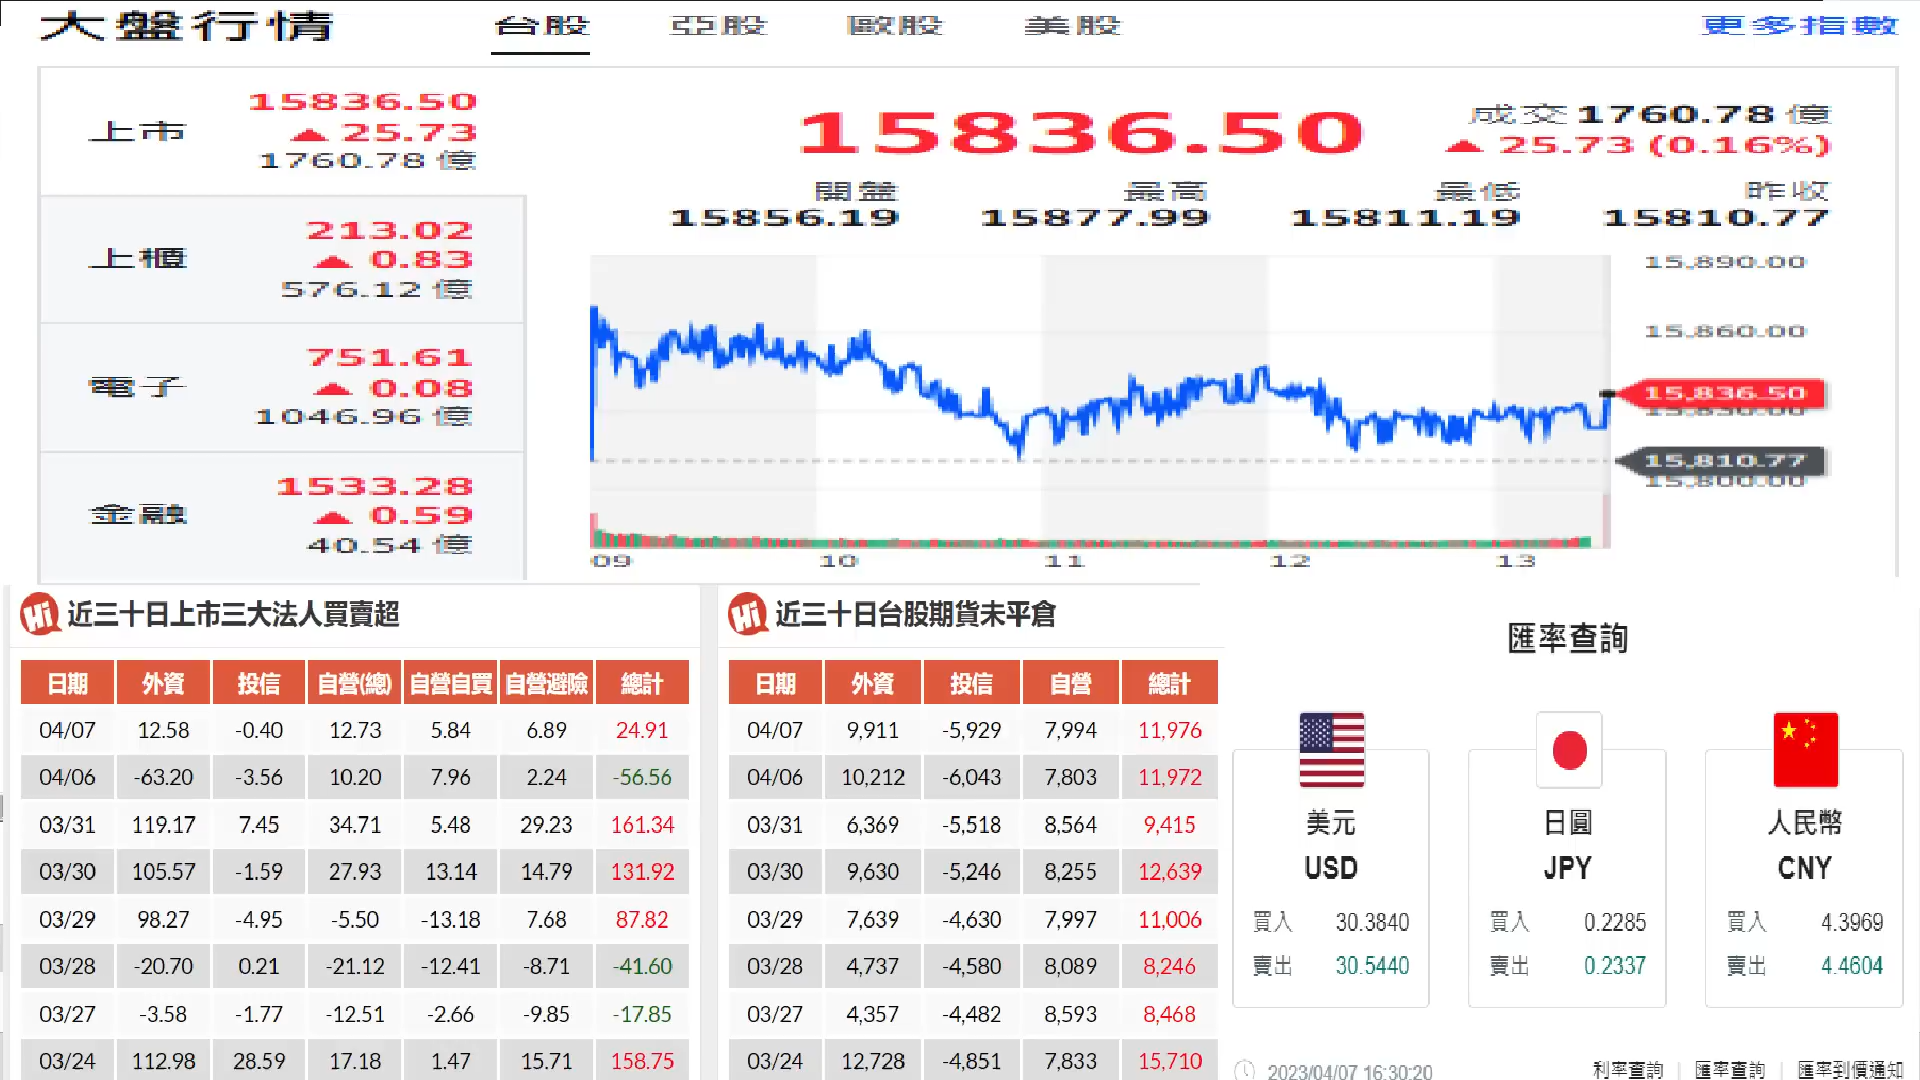 大盤行情 台股 亞股 歐股 美股 更多指數
上市 15836.50
▲ 25.73
1760.78 億
上櫃 213.02
▲ 0.83
576.12 億
電子 751.61
▲ 0.08
1046.96 億
金融 1533.28
▲ 0.59
40.54 億
15836.50
成交 1760.78 億
▲ 25.73 (0.16%)
開盤 最高 最低 昨收
15856.19 15877.99 15811.19 15810.77
15,890.00
15,860.00
15,836.50
15,830.00
15,810.77
15,800.00
09 10 11 12 13
Hi 近三十日上市三大法人買賣超
日期 外資 投信 自營(總) 自營自買 自營避險 總計
04/07 12.58 -0.40 12.73 5.84 6.89 24.91
04/06 -63.20 -3.56 10.20 7.96 2.24 -56.56
03/31 119.17 7.45 34.71 5.48 29.23 161.34
03/30 105.57 -1.59 27.93 13.14 14.79 131.92
03/29 98.27 -4.95 -5.50 -13.18 7.68 87.82
03/28 -20.70 0.21 -21.12 -12.41 -8.71 -41.60
03/27 -3.58 -1.77 -12.51 -2.66 -9.85 -17.85
03/24 112.98 28.59 17.18 1.47 15.71 158.75
Hi 近三十日台股期貨未平倉
日期 外資 投信 自營 總計
04/07 9,911 -5,929 7,994 11,976
04/06 10,212 -6,043 7,803 11,972
03/31 6,369 -5,518 8,564 9,415
03/30 9,630 -5,246 8,255 12,639
03/29 7,639 -4,630 7,997 11,006
03/28 4,737 -4,580 8,089 8,246
03/27 4,357 -4,482 8,593 8,468
03/24 12,728 -4,851 7,833 15,710
匯率查詢
美元
USD
買入 30.3840
賣出 30.5440
日圓
JPY
買入 0.2285
賣出 0.2337
人民幣
CNY
買入 4.3969
賣出 4.4604
2023/04/07 16:30:20 利率查詢 | 匯率查詢 | 匯率到價通知